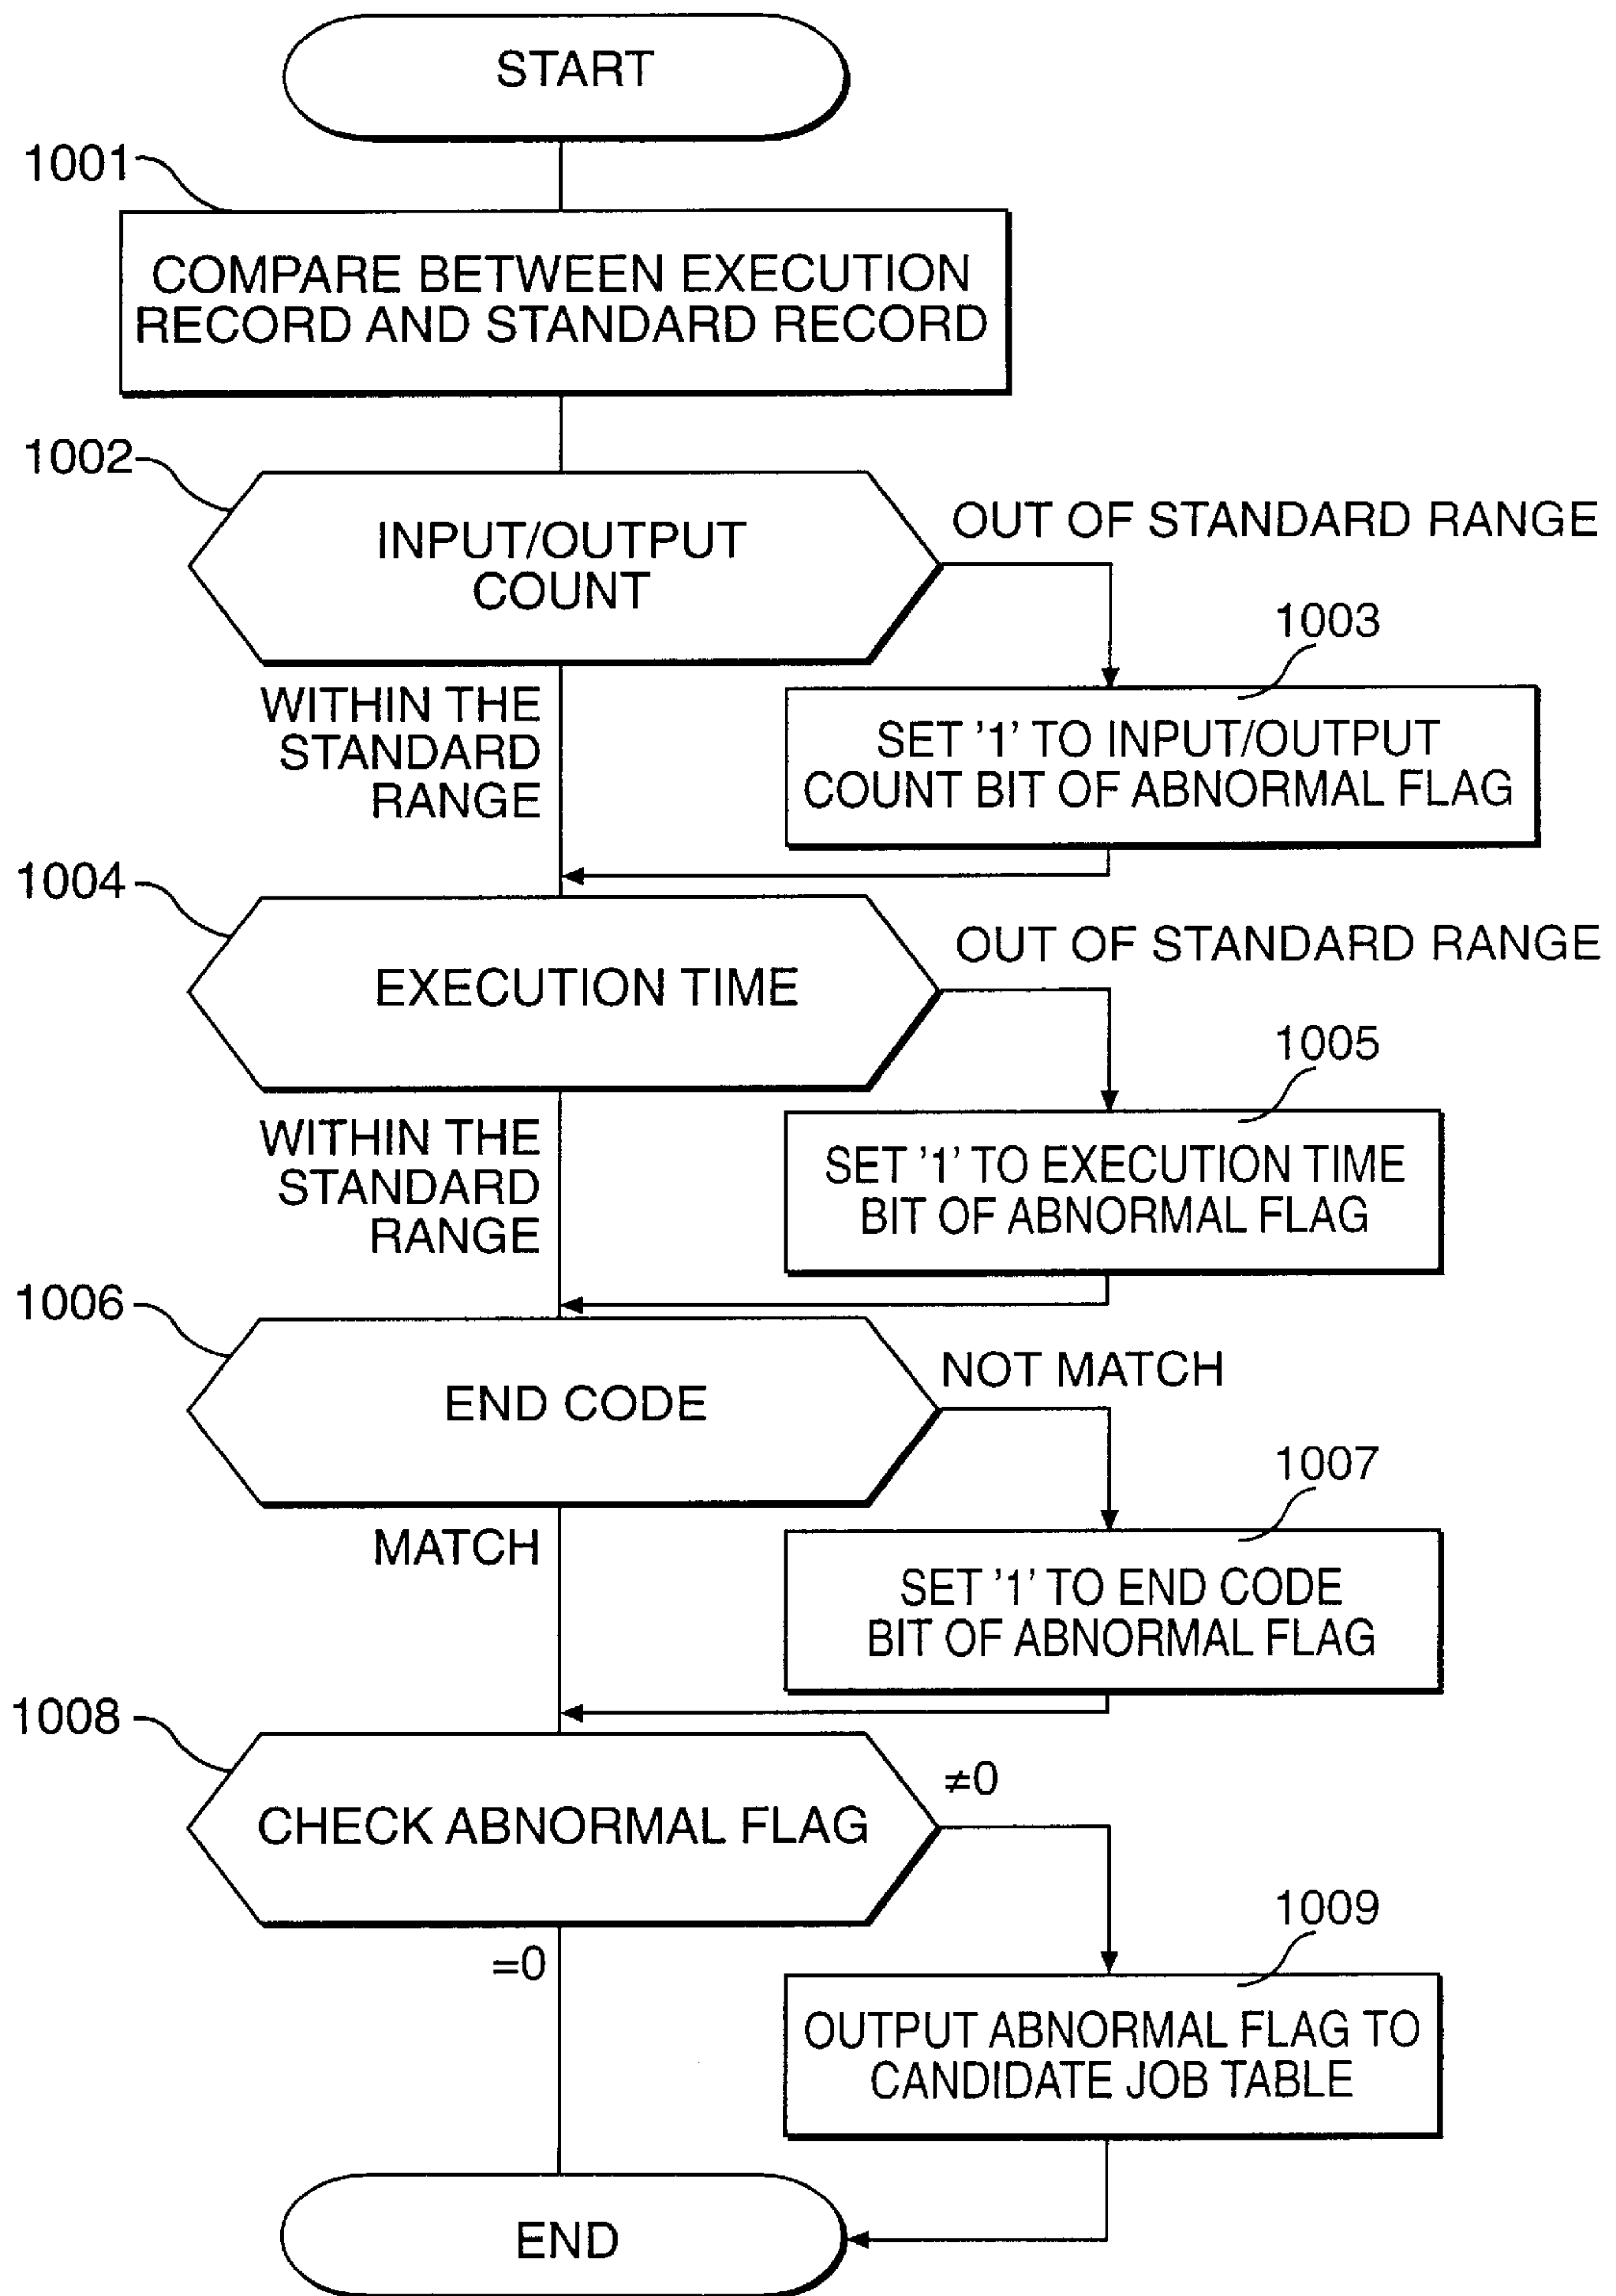 START
1001
COMPARE BETWEEN EXECUTION
RECORD AND STANDARD RECORD
1002
INPUT/OUTPUT
COUNT
OUT OF STANDARD RANGE
WITHIN THE
STANDARD
RANGE
1003
SET '1' TO INPUT/OUTPUT
COUNT BIT OF ABNORMAL FLAG
1004
EXECUTION TIME
OUT OF STANDARD RANGE
WITHIN THE
STANDARD
RANGE
1005
SET '1' TO EXECUTION TIME
BIT OF ABNORMAL FLAG
1006
END CODE
NOT MATCH
MATCH
1007
SET '1' TO END CODE
BIT OF ABNORMAL FLAG
1008
CHECK ABNORMAL FLAG
≠0
=0
1009
OUTPUT ABNORMAL FLAG TO
CANDIDATE JOB TABLE
END